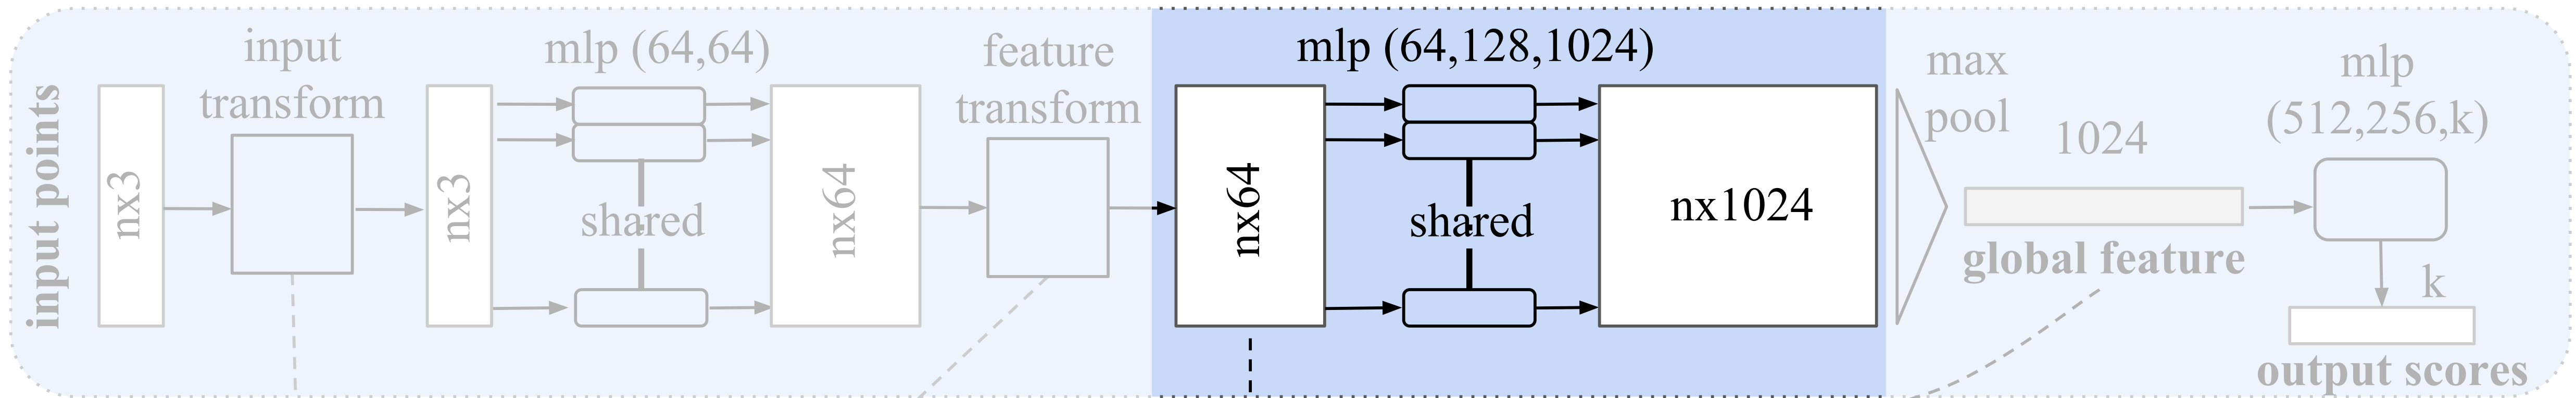 input points
nx3
input
transform
nx3
mlp (64,64)
shared
nx64
feature
transform
nx64
mlp (64,128,1024)
shared
nx1024
max
pool
1024
global feature
mlp
(512,256,k)
k
output scores